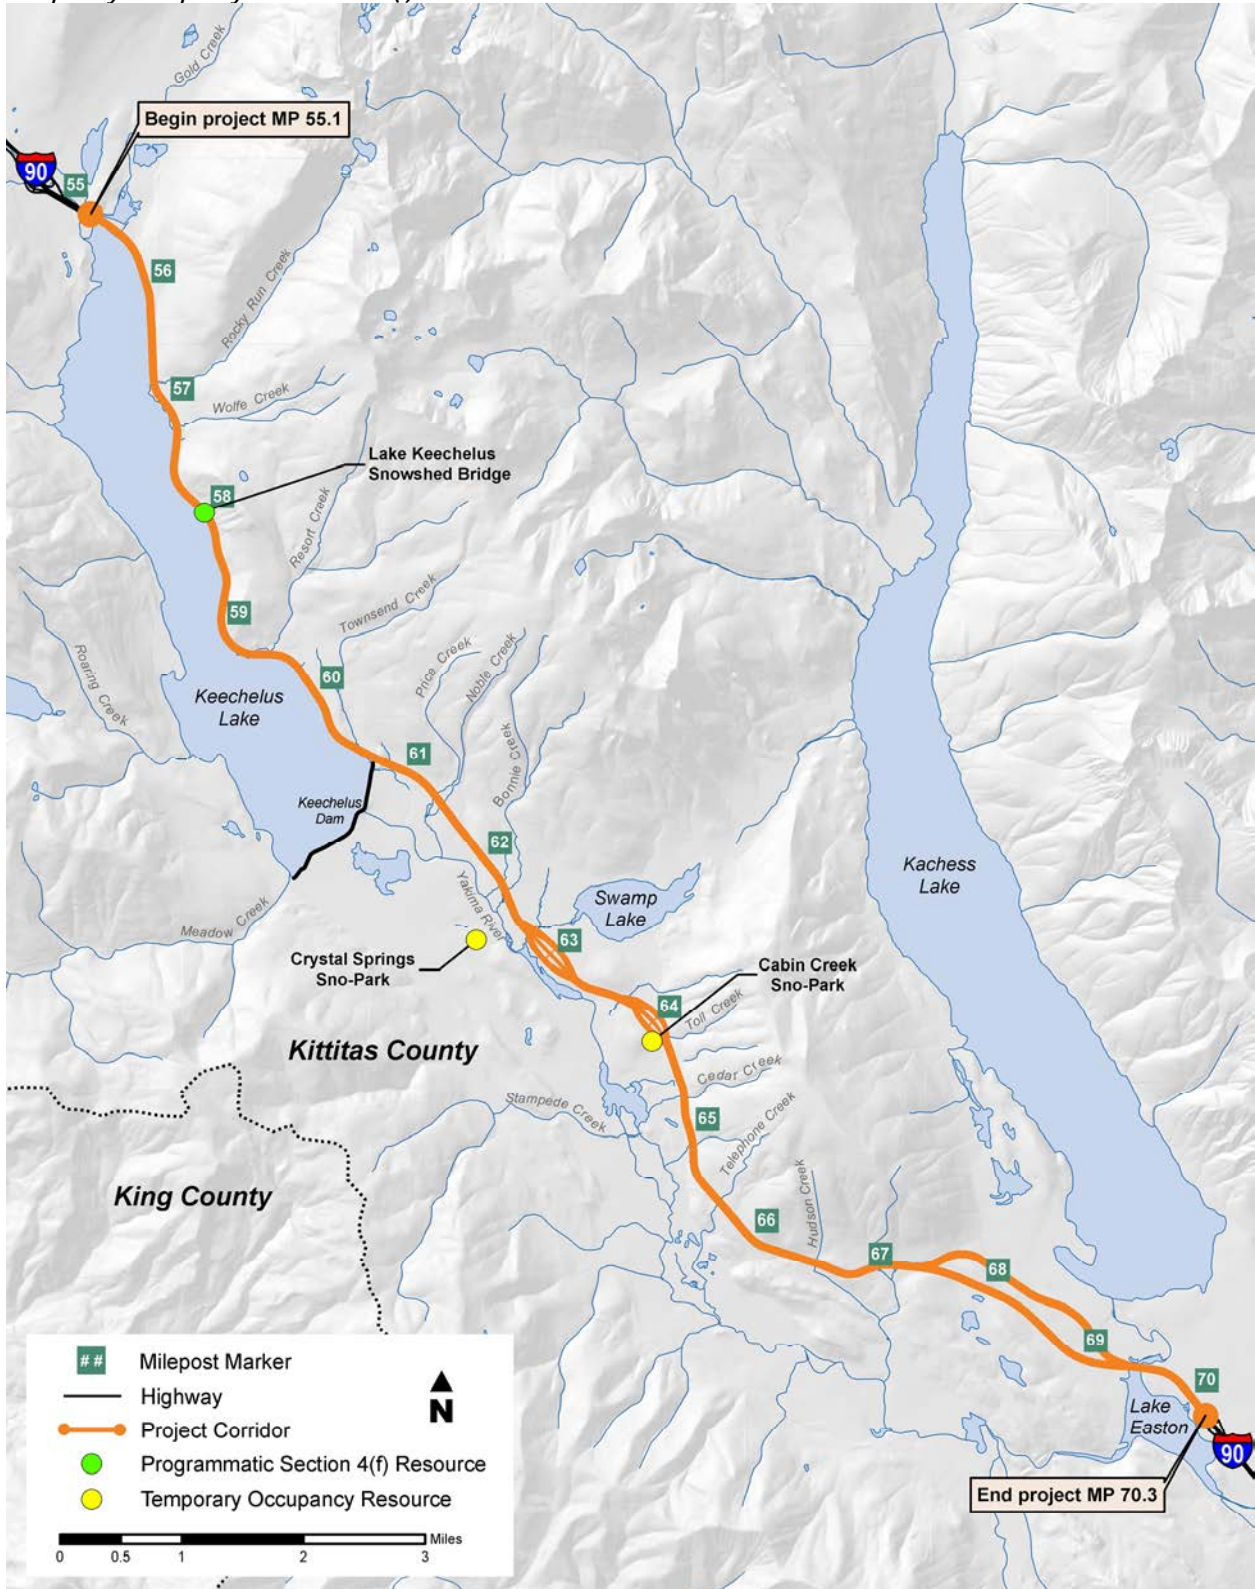 Gold Creek
Begin project MP 55.1
90
55
56
Rocky Run Creek
57
Wolfe Creek
Lake Keechelus
Snowshed Bridge
58
Resort Creek
59
Townsend Creek
Roaring Creek
60
Price Creek
Noble Creek
Keechelus
Lake
61
Bonnie Creek
Keechelus
Dam
62
Kachess
Lake
Yakima River
Swamp
Lake
Meadow Creek
63
Crystal Springs
Sno-Park
Cabin Creek
Sno-Park
64
Toll Creek
Kittitas County
Cedar Creek
Stampede Creek
65
Telephone Creek
King County
Hudson Creek
66
67
68
69
70
Lake
Easton
90
End project MP 70.3
## Milepost Marker
Highway
Project Corridor
Programmatic Section 4(f) Resource
Temporary Occupancy Resource
N
Miles
0 0.5 1 2 3